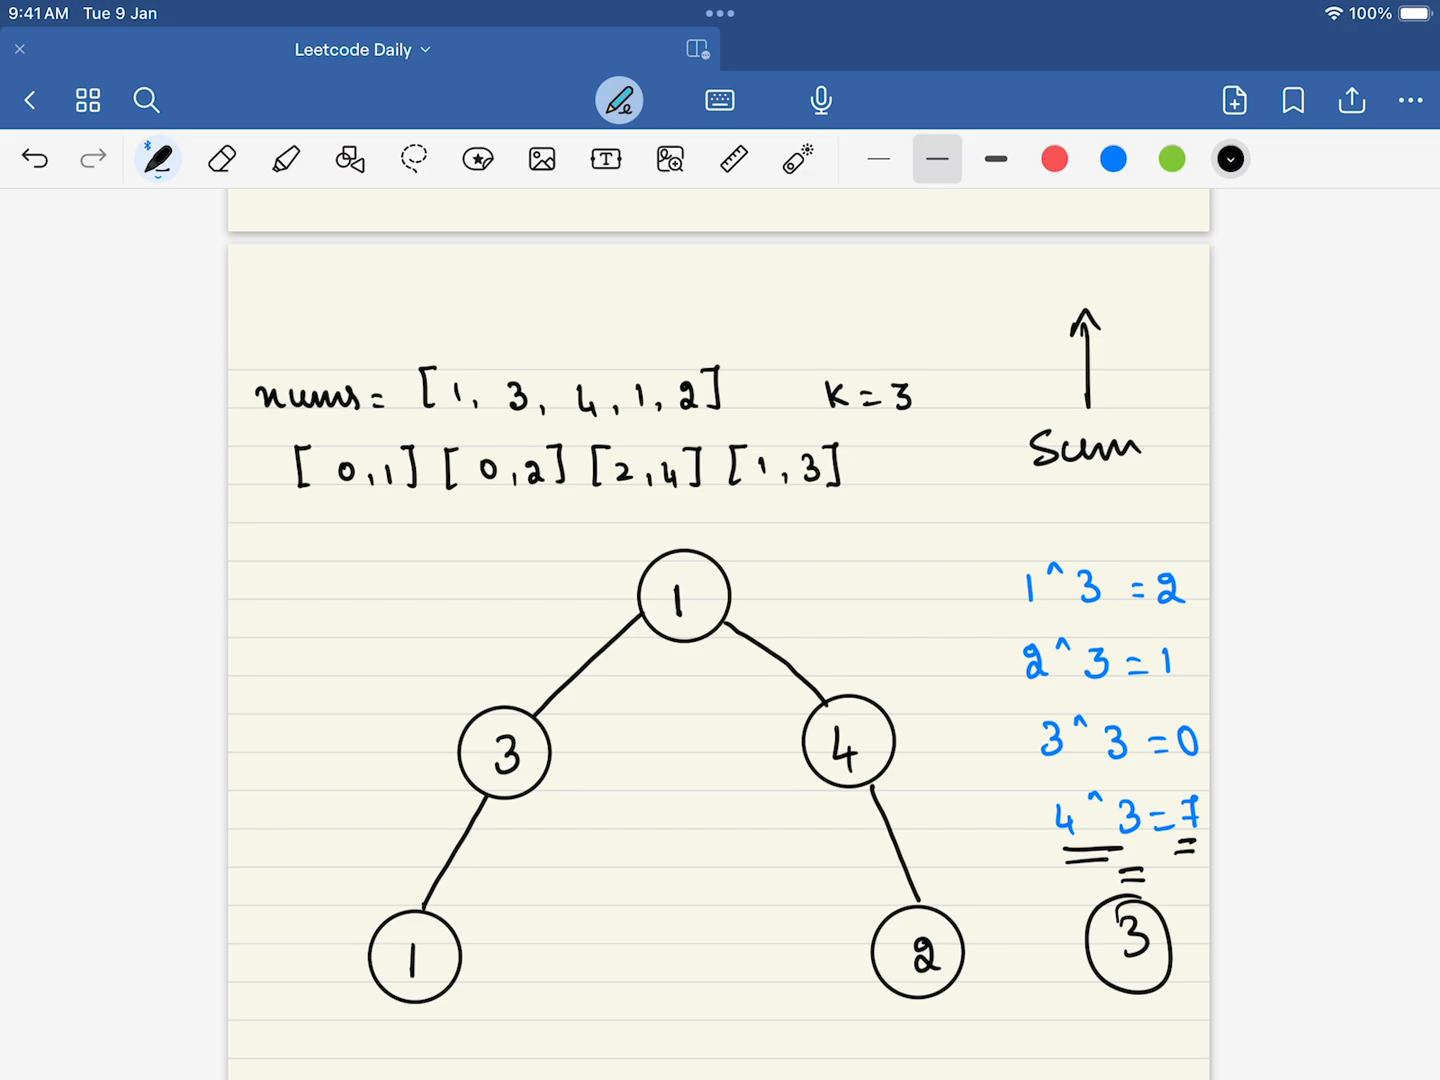 9:41 AM Tue 9 Jan
100%
Leetcode Daily
T
nums = [1, 3, 4, 1, 2] K = 3
[0,1] [0,2] [2,4] [1,3]
Sum
1
3
4
1
2
1^3 = 2
2^3 = 1
3^3 = 0
4^3 = 7
3